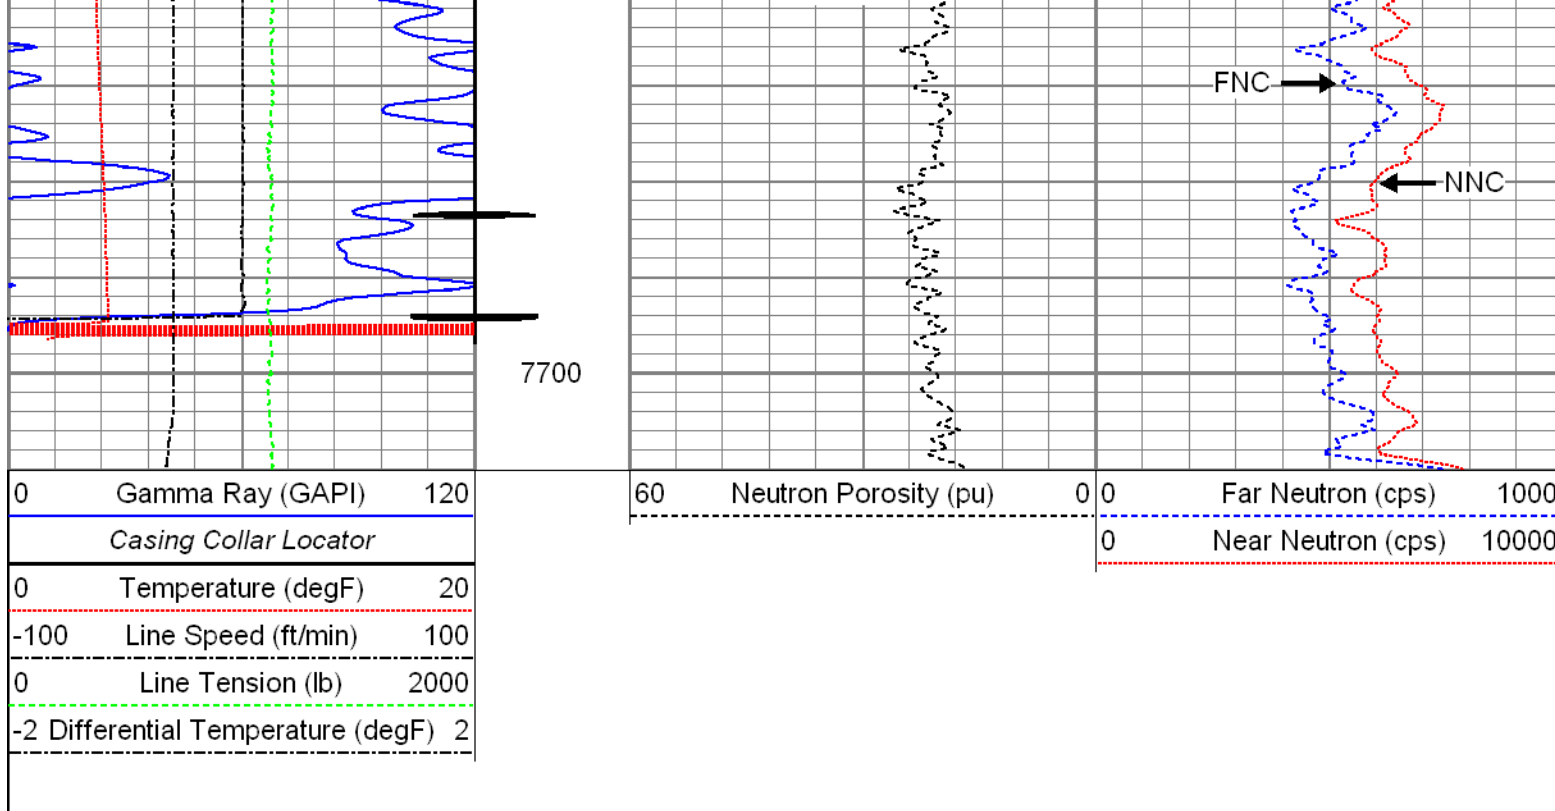 FNC
NNC
7700
0 Gamma Ray (GAPI) 120
Casing Collar Locator
0 Temperature (degF) 20
-100 Line Speed (ft/min) 100
0 Line Tension (lb) 2000
-2 Differential Temperature (degF) 2
60 Neutron Porosity (pu) 0
0 Far Neutron (cps) 1000
0 Near Neutron (cps) 10000